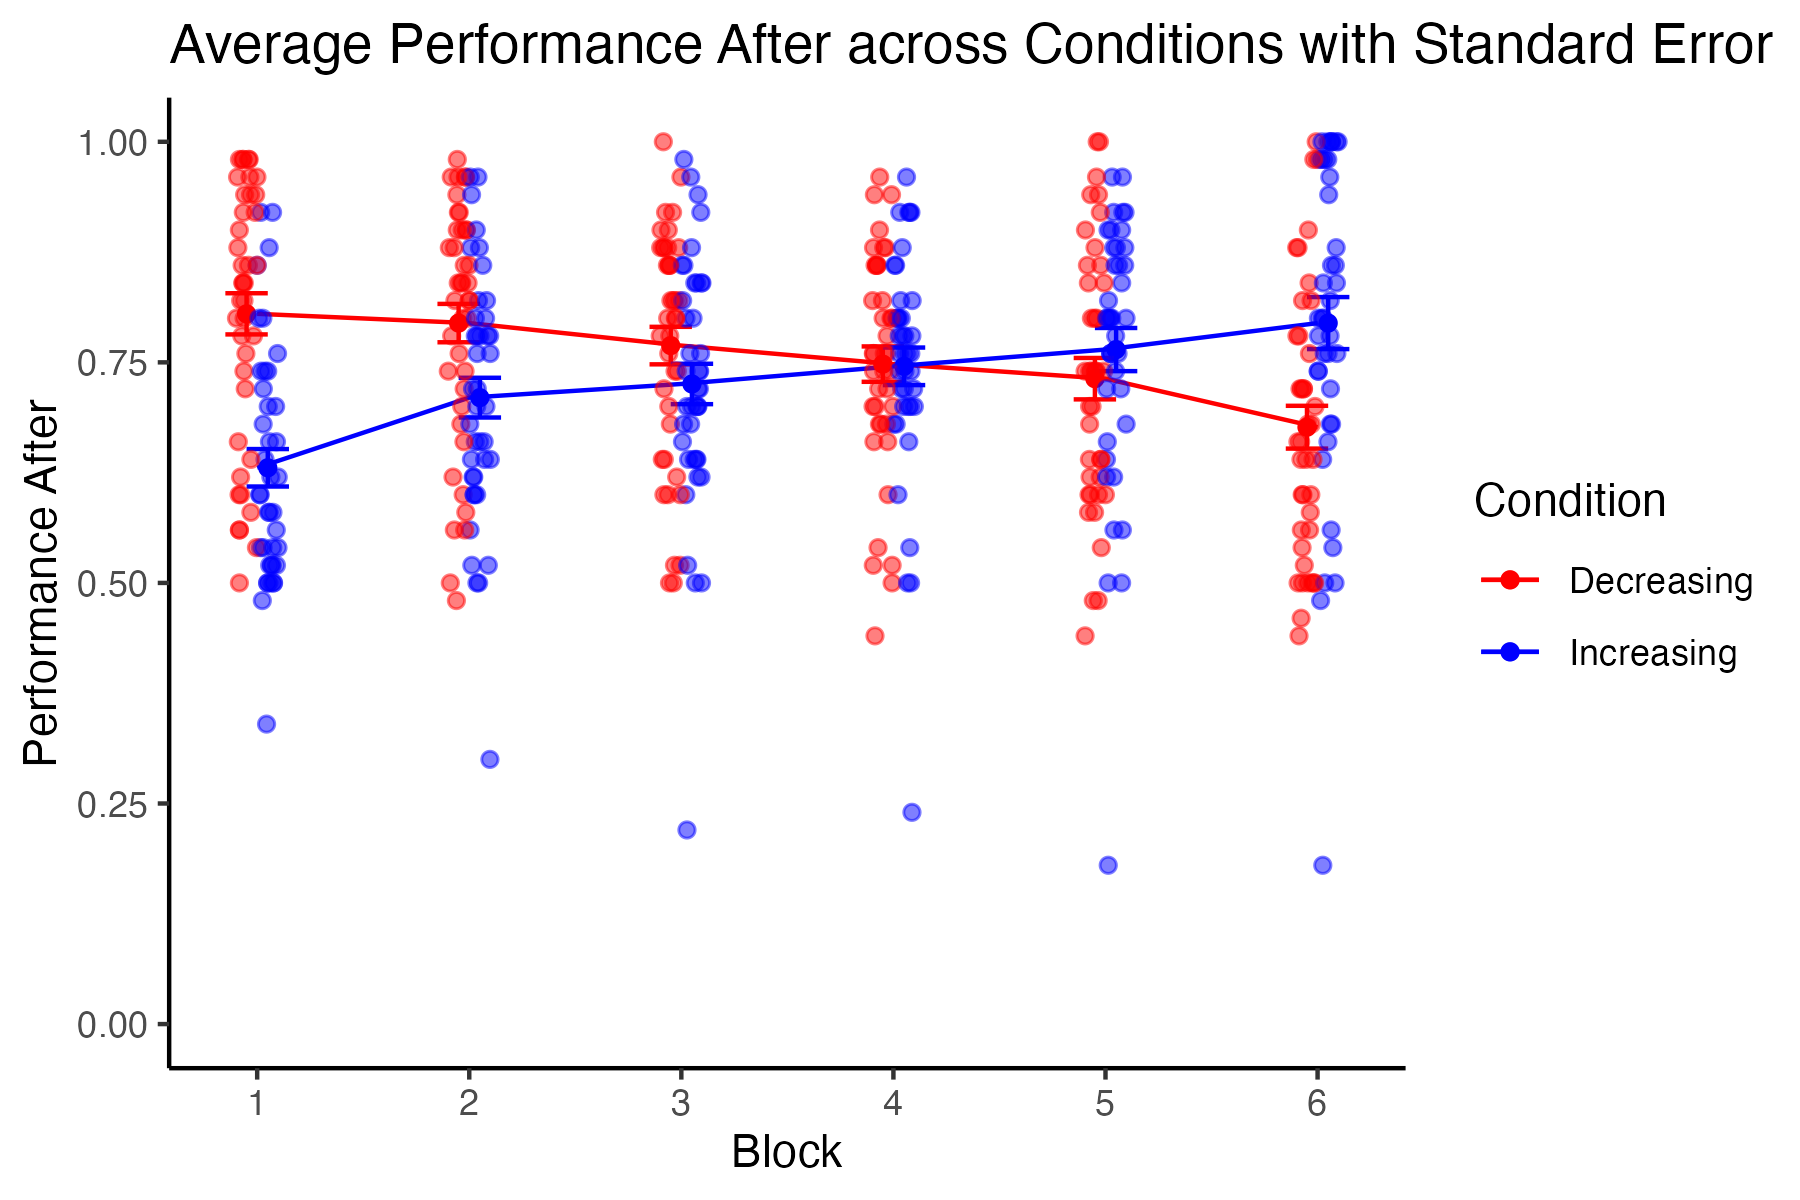 Average Performance After across Conditions with Standard Error
Performance After
1.00
0.75
0.50
0.25
0.00
1 2 3 4 5 6
Block
Condition
Decreasing
Increasing